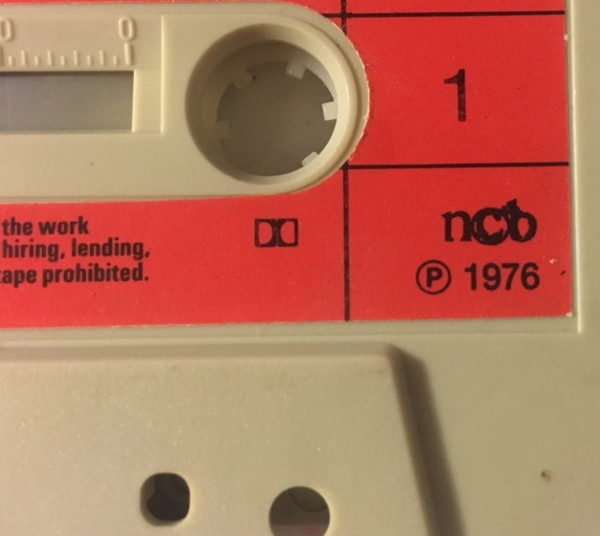 0 0
1
the work
hiring, lending,
tape prohibited.
ncb
Ⓟ 1976